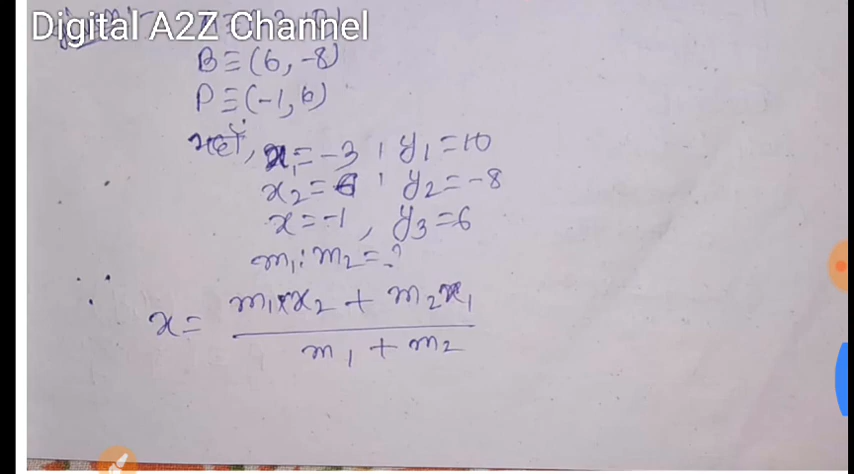 Digital A2Z Channel
B ≡ (6, -8)
P ≡ (-1, 6)
यहाँ, x₁ = -3, y₁ = 10
x₂ = 6, y₂ = -8
x = -1, y₃ = 6
m₁ : m₂ = ?
∴ x = (m₁x₂ + m₂x₁) / (m₁ + m₂)